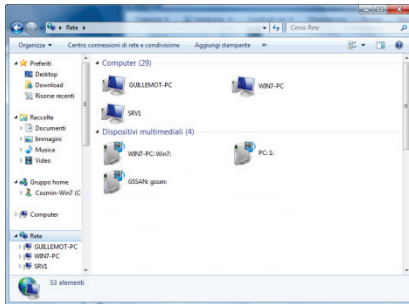 Rete
Cerca Rete
Organizza
Centro connessioni di rete e condivisione
Aggiungi stampante
»
Preferiti
Desktop
Download
Risorse recenti
Raccolte
Documenti
Immagini
Musica
Video
Gruppo home
Cosmin-Win7 (C
Computer
Rete
GUILLEMOT-PC
WIN7-PC
SRV1
Computer (29)
GUILLEMOT-PC
WIN7-PC
SRV1
Dispositivi multimediali (4)
WIN7-PC: Win7:
PC: 1:
GSSAN: gssan:
33 elementi